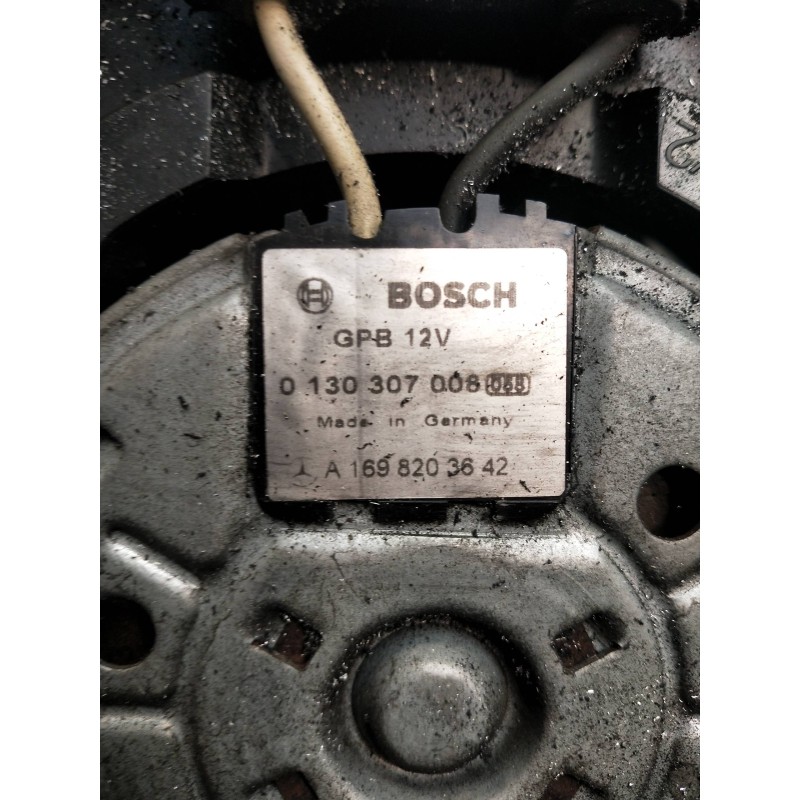 BOSCH
GPB 12V
0 130 307 008
Made in Germany
A 169 820 36 42